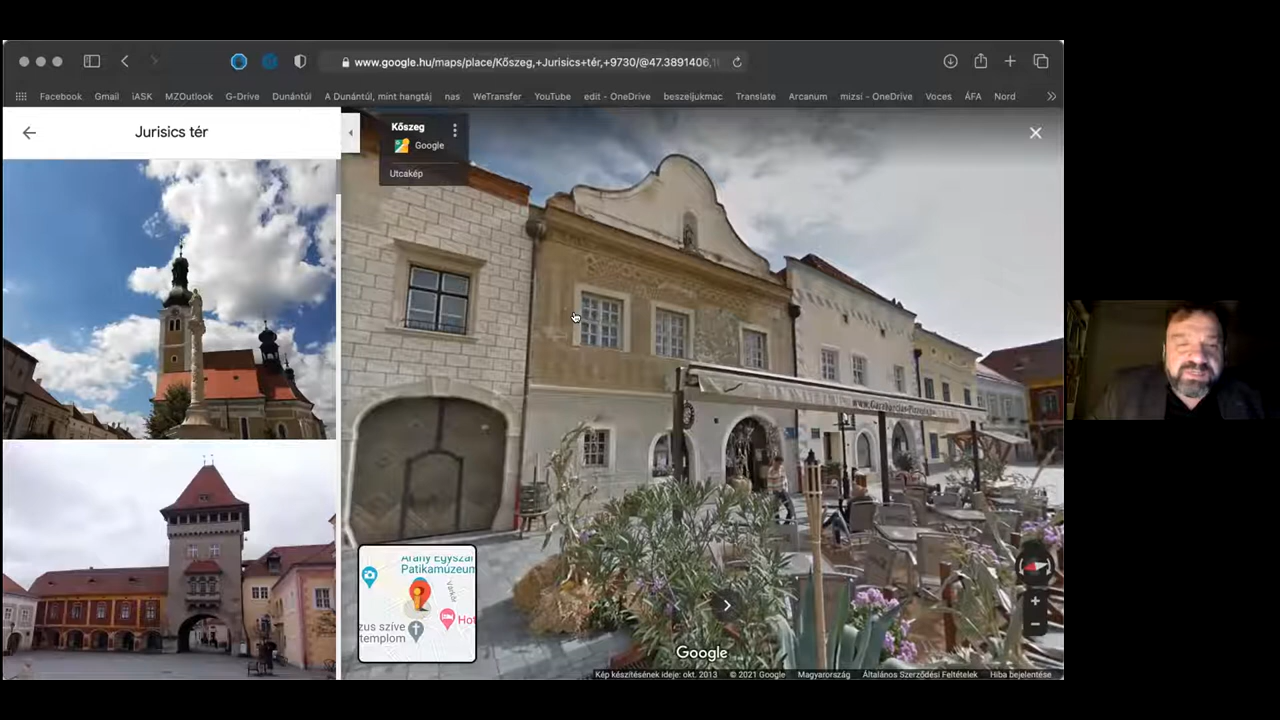 www.google.hu/maps/place/Kőszeg,+Jurisics+tér,+9730/@47.3891406,1
Facebook Gmail iASK MZOutlook G-Drive Dunántúl A Dunántúl, mint hangtáj nas WeTransfer YouTube edit - OneDrive beszeljukmac Translate Arcanum mizsi - OneDrive Voces ÁFA Nord
Jurisics tér
Kőszeg
Google
Utcakép
Arany Egyszar
Patikamúzeum
várkör
zus szíve
templom
Hot
Google
Kép készítésének ideje: okt. 2013 © 2021 Google Magyarország Általános Szerződési Feltételek Hiba bejelentése